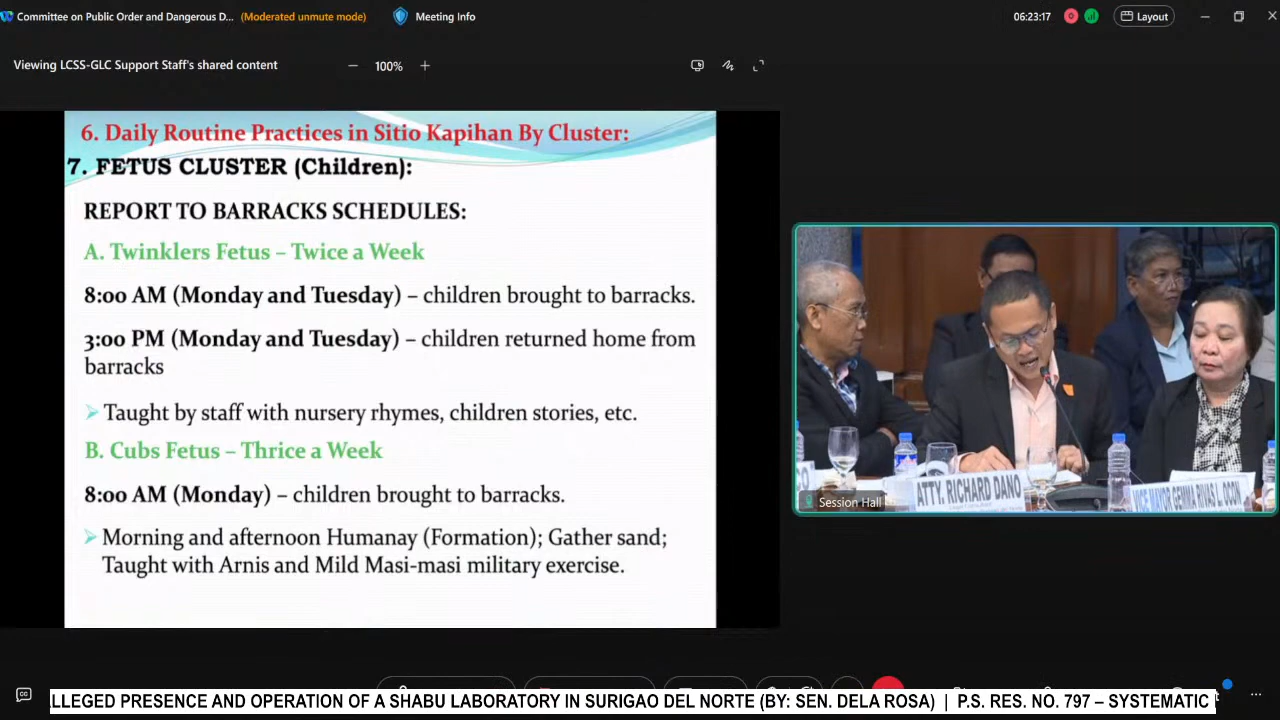 Committee on Public Order and Dangerous D... (Moderated unmute mode) Meeting Info 06:23:17 Layout
Viewing LCSS-GLC Support Staff's shared content 100%
6. Daily Routine Practices in Sitio Kapihan By Cluster:
7. FETUS CLUSTER (Children):
REPORT TO BARRACKS SCHEDULES:
A. Twinklers Fetus – Twice a Week
8:00 AM (Monday and Tuesday) – children brought to barracks.
3:00 PM (Monday and Tuesday) – children returned home from
barracks
Taught by staff with nursery rhymes, children stories, etc.
B. Cubs Fetus – Thrice a Week
8:00 AM (Monday) – children brought to barracks.
Morning and afternoon Humanay (Formation); Gather sand;
Taught with Arnis and Mild Masi-masi military exercise.
ATTY. RICHARD DANO
VICE MAYOR GEMMA RIVAS L.
Session Hall
LLEGED PRESENCE AND OPERATION OF A SHABU LABORATORY IN SURIGAO DEL NORTE (BY: SEN. DELA ROSA) | P.S. RES. NO. 797 – SYSTEMATIC